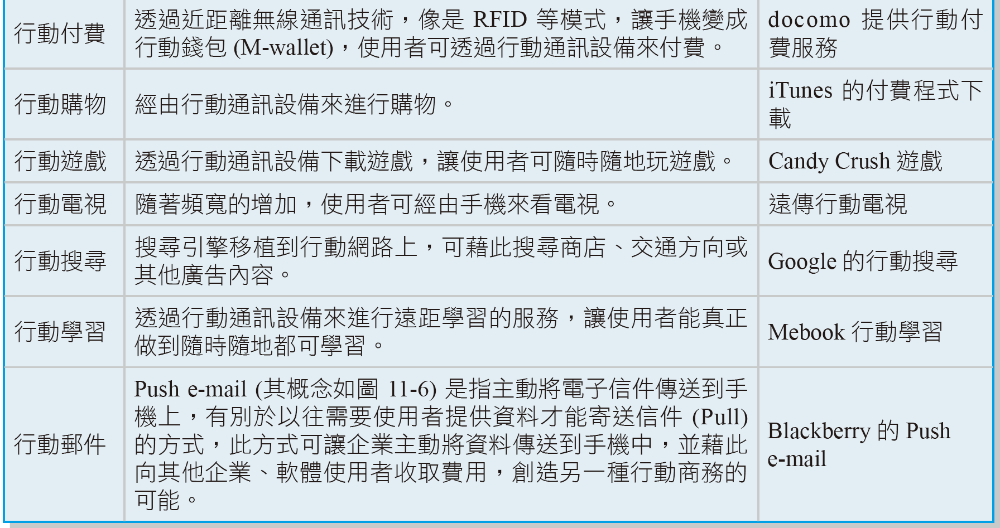 行動付費
透過近距離無線通訊技術，像是 RFID 等模式，讓手機變成
行動錢包 (M-wallet)，使用者可透過行動通訊設備來付費。
docomo 提供行動付
費服務
行動購物
經由行動通訊設備來進行購物。
iTunes 的付費程式下
載
行動遊戲
透過行動通訊設備下載遊戲，讓使用者可隨時隨地玩遊戲。
Candy Crush 遊戲
行動電視
隨著頻寬的增加，使用者可經由手機來看電視。
遠傳行動電視
行動搜尋
搜尋引擎移植到行動網路上，可藉此搜尋商店、交通方向或
其他廣告內容。
Google 的行動搜尋
行動學習
透過行動通訊設備來進行遠距學習的服務，讓使用者能真正
做到隨時隨地都可學習。
Mebook 行動學習
行動郵件
Push e-mail (其概念如圖 11-6) 是指主動將電子信件傳送到手
機上，有別於以往需要使用者提供資料才能寄送信件 (Pull)
的方式，此方式可讓企業主動將資料傳送到手機中，並藉此
向其他企業、軟體使用者收取費用，創造另一種行動商務的
可能。
Blackberry 的 Push
e-mail